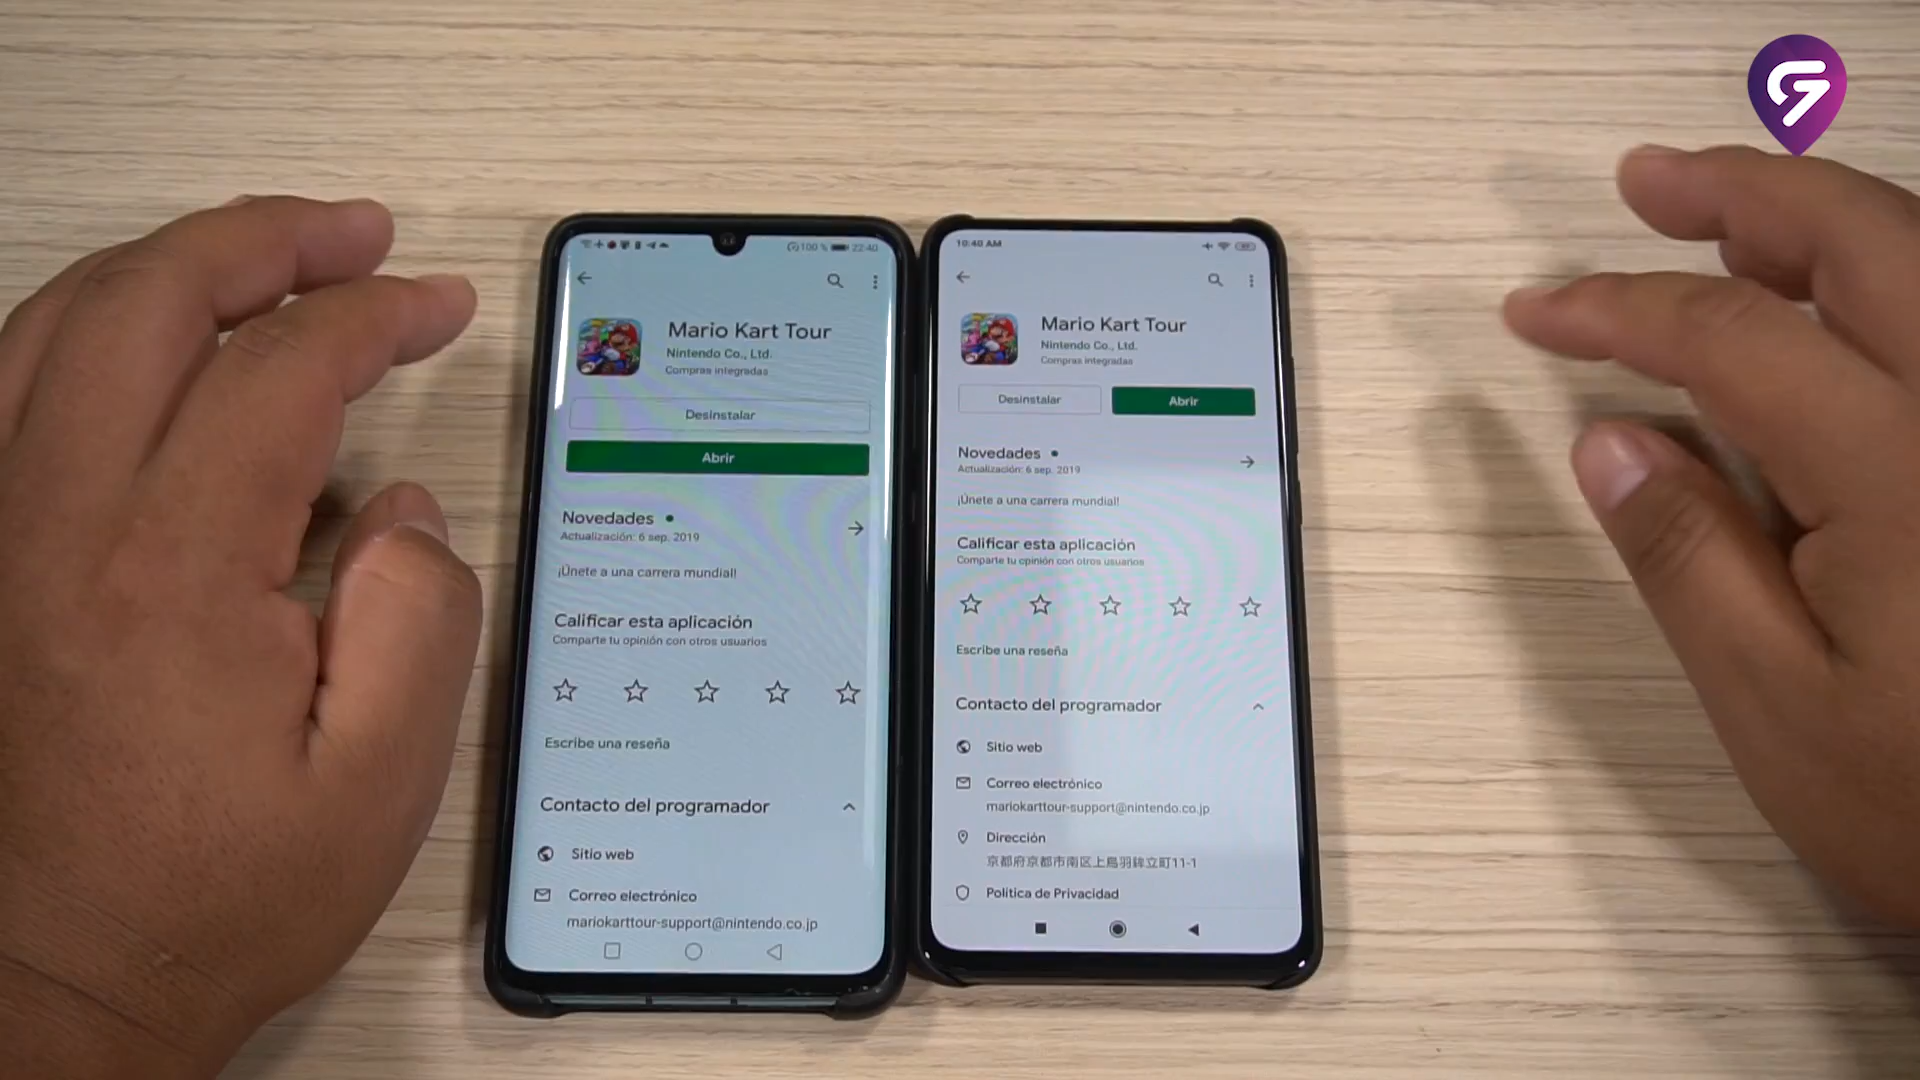 100 % 22:40
Mario Kart Tour
Nintendo Co., Ltd.
Compras integradas
Desinstalar
Abrir
Novedades
Actualización: 6 sep. 2019
¡Únete a una carrera mundial!
Calificar esta aplicación
Comparte tu opinión con otros usuarios
Escribe una reseña
Contacto del programador
Sitio web
Correo electrónico
mariokarttour-support@nintendo.co.jp
10:40 AM
Mario Kart Tour
Nintendo Co., Ltd.
Compras integradas
Desinstalar
Abrir
Novedades
Actualización: 6 sep. 2019
¡Únete a una carrera mundial!
Calificar esta aplicación
Comparte tu opinión con otros usuarios
Escribe una reseña
Contacto del programador
Sitio web
Correo electrónico
mariokarttour-support@nintendo.co.jp
Dirección
京都府京都市南区上鳥羽鉾立町11-1
Política de Privacidad